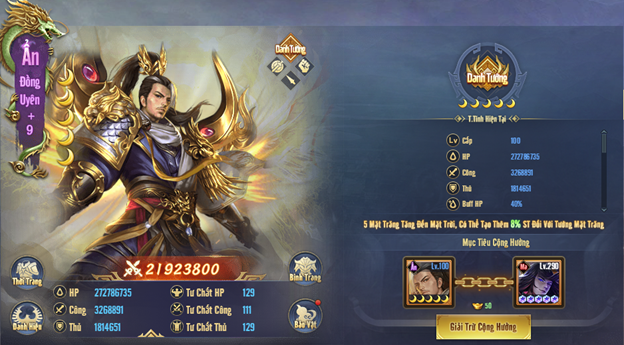 Ẩn
Đồng
Uyên
+
9
Danh Tướng
21923800
Thời Trang
Danh Hiệu
Binh Trang
Bảo Vật
HP 272786735 Tư Chất HP 129
Công 3268891 Tư Chất Công 111
Thủ 1814651 Tư Chất Thủ 129
Danh Tướng
T.Tính Hiện Tại
Lv Cấp 100
HP 272786735
Công 3268891
Thủ 1814651
Buff HP 40%
5 Mặt Trăng Tăng Đến Mặt Trời, Có Thể Tạo Thêm 8% ST Đối Với Tướng Mặt Trăng
Mục Tiêu Cộng Hưởng
Ẩn Lv.100
Ma Lv.290
50
Giải Trừ Cộng Hưởng